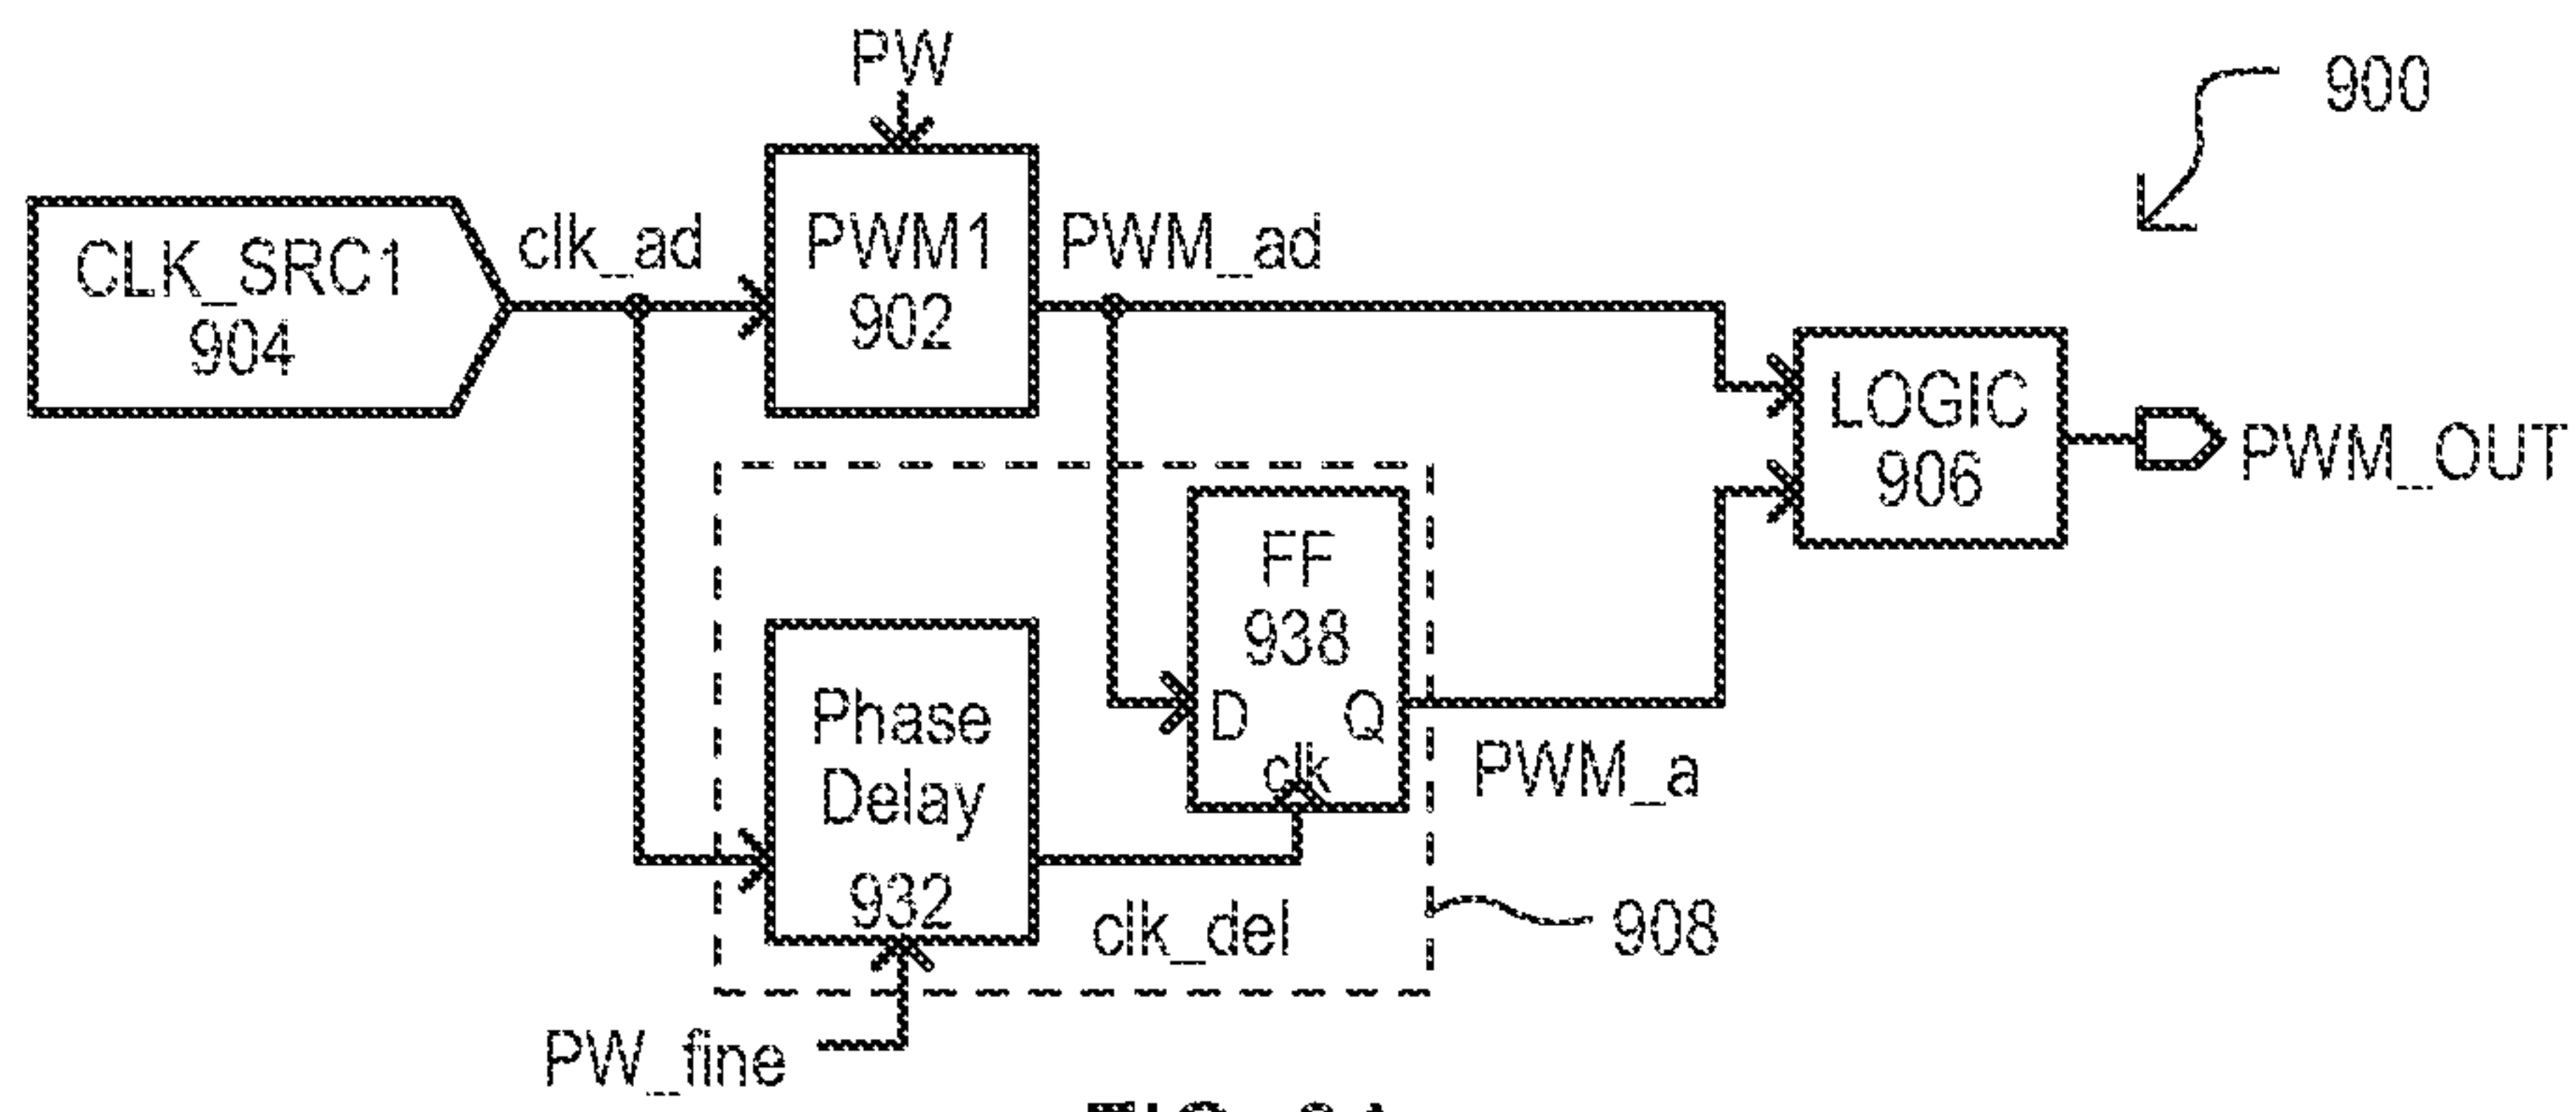 PW
900
CLK_SRC1
904
clk_ad
PWM1
902
PWM_ad
LOGIC
906
PWM_OUT
FF
938
D
Q
clk
PWM_a
Phase
Delay
932
clk_del
908
PW_fine